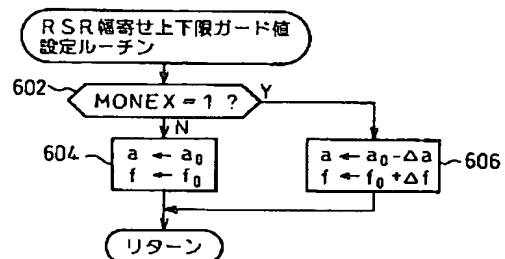 RSR幅寄せ上下限ガード値
設定ルーチン
602
MONEX=1 ?
Y
N
604
a ← a₀
f ← f₀
a ← a₀-Δa
f ← f₀+Δf
606
リターン